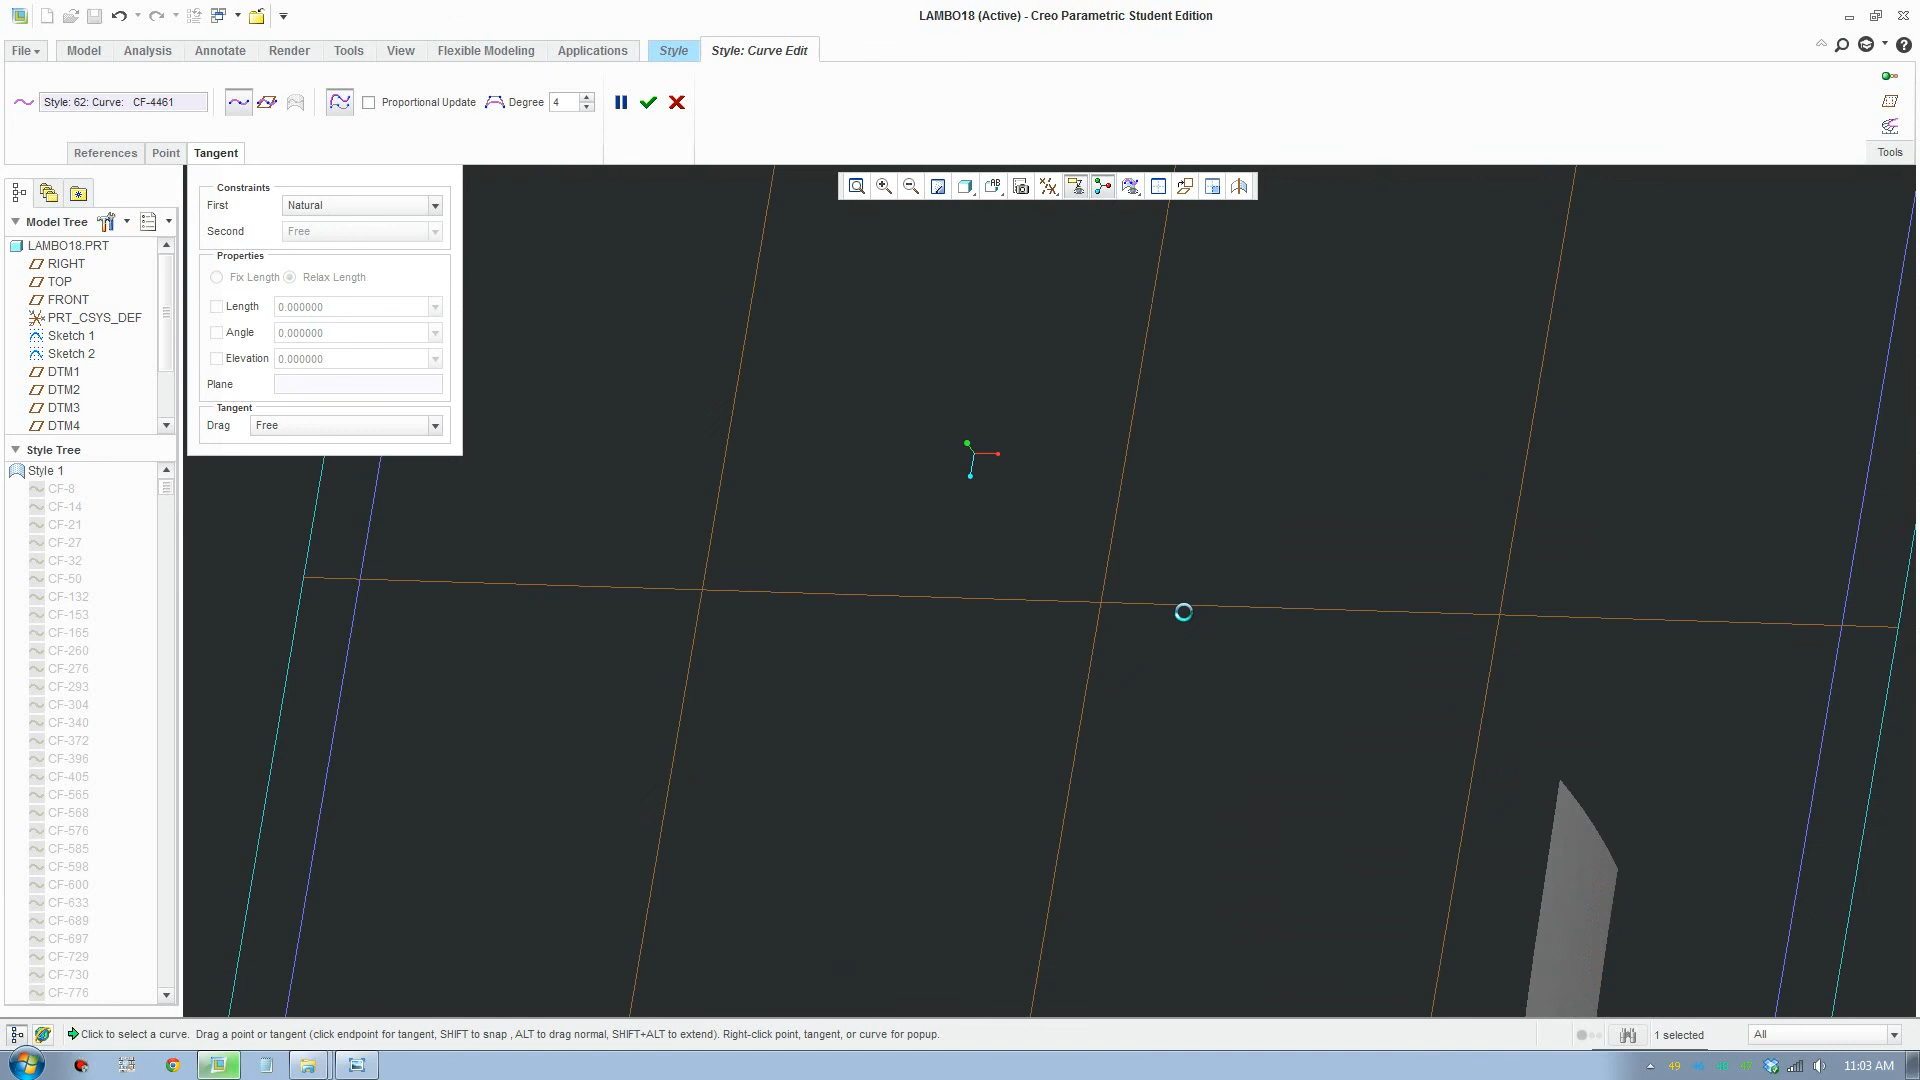 LAMBO18 (Active) - Creo Parametric Student Edition
File Model Analysis Annotate Render Tools View Flexible Modeling Applications Style Style: Curve Edit
Style: 62: Curve: CF-4461 Proportional Update Degree 4
References Point Tangent Tools
Constraints
First Natural
Second Free
Properties
Fix Length Relax Length
Length 0.000000
Angle 0.000000
Elevation 0.000000
Plane
Tangent
Drag Free
Model Tree
LAMBO18.PRT
RIGHT
TOP
FRONT
PRT_CSYS_DEF
Sketch 1
Sketch 2
DTM1
DTM2
DTM3
DTM4
Style Tree
Style 1
CF-8
CF-14
CF-21
CF-27
CF-32
CF-50
CF-132
CF-153
CF-165
CF-260
CF-276
CF-293
CF-304
CF-340
CF-372
CF-396
CF-405
CF-565
CF-568
CF-576
CF-585
CF-598
CF-600
CF-633
CF-689
CF-697
CF-729
CF-730
CF-776
Click to select a curve. Drag a point or tangent (click endpoint for tangent, SHIFT to snap , ALT to drag normal, SHIFT+ALT to extend). Right-click point, tangent, or curve for popup.
1 selected
All
49
11:03 AM